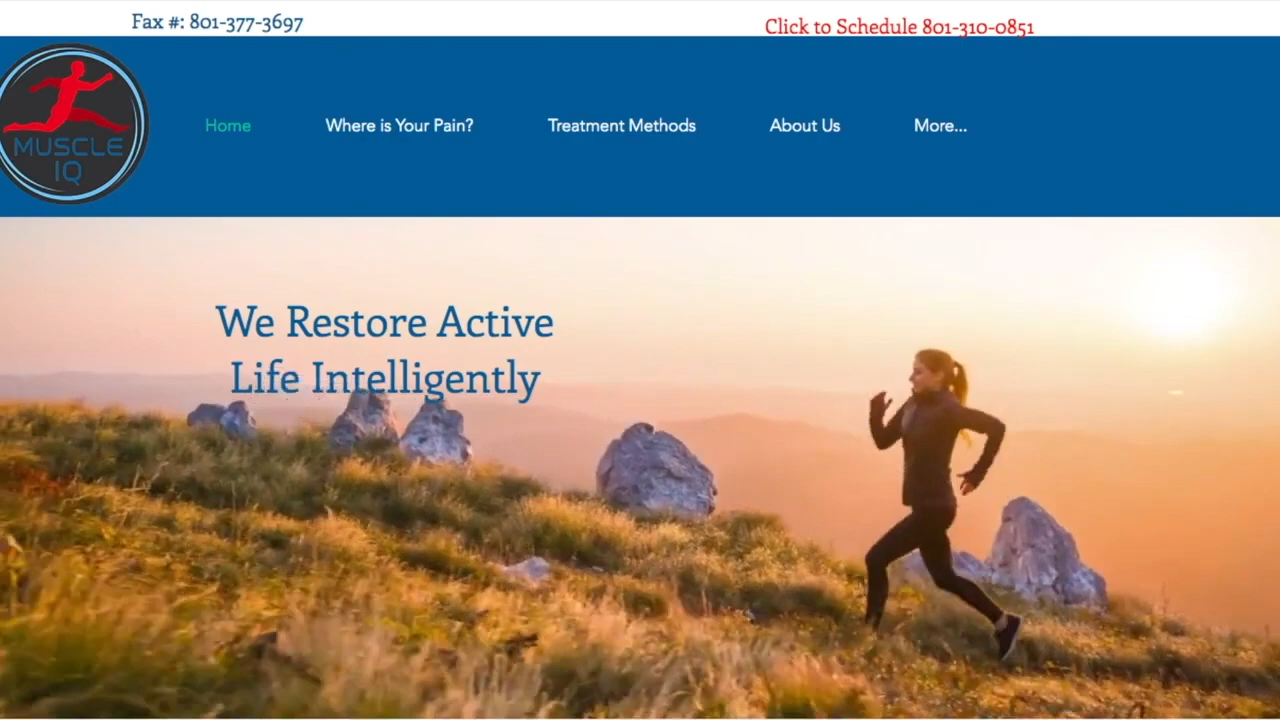 Fax #: 801-377-3697
Click to Schedule 801-310-0851
MUSCLE
IQ
Home
Where is Your Pain?
Treatment Methods
About Us
More...
We Restore Active
Life Intelligently